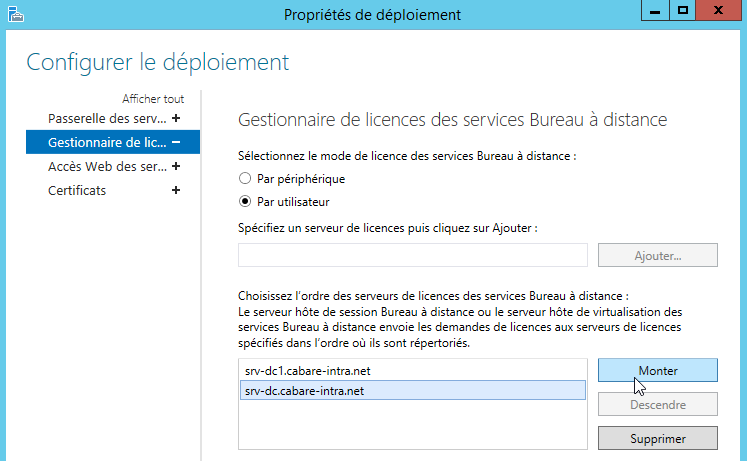 Propriétés de déploiement
Configurer le déploiement
Afficher tout
Passerelle des serv... +
Gestionnaire de lic... −
Accès Web des ser... +
Certificats +
Gestionnaire de licences des services Bureau à distance
Sélectionnez le mode de licence des services Bureau à distance :
Par périphérique
Par utilisateur
Spécifiez un serveur de licences puis cliquez sur Ajouter :
Ajouter...
Choisissez l'ordre des serveurs de licences des services Bureau à distance :
Le serveur hôte de session Bureau à distance ou le serveur hôte de virtualisation des
services Bureau à distance envoie les demandes de licences aux serveurs de licences
spécifiés dans l'ordre où ils sont répertoriés.
srv-dc1.cabare-intra.net
srv-dc.cabare-intra.net
Monter
Descendre
Supprimer